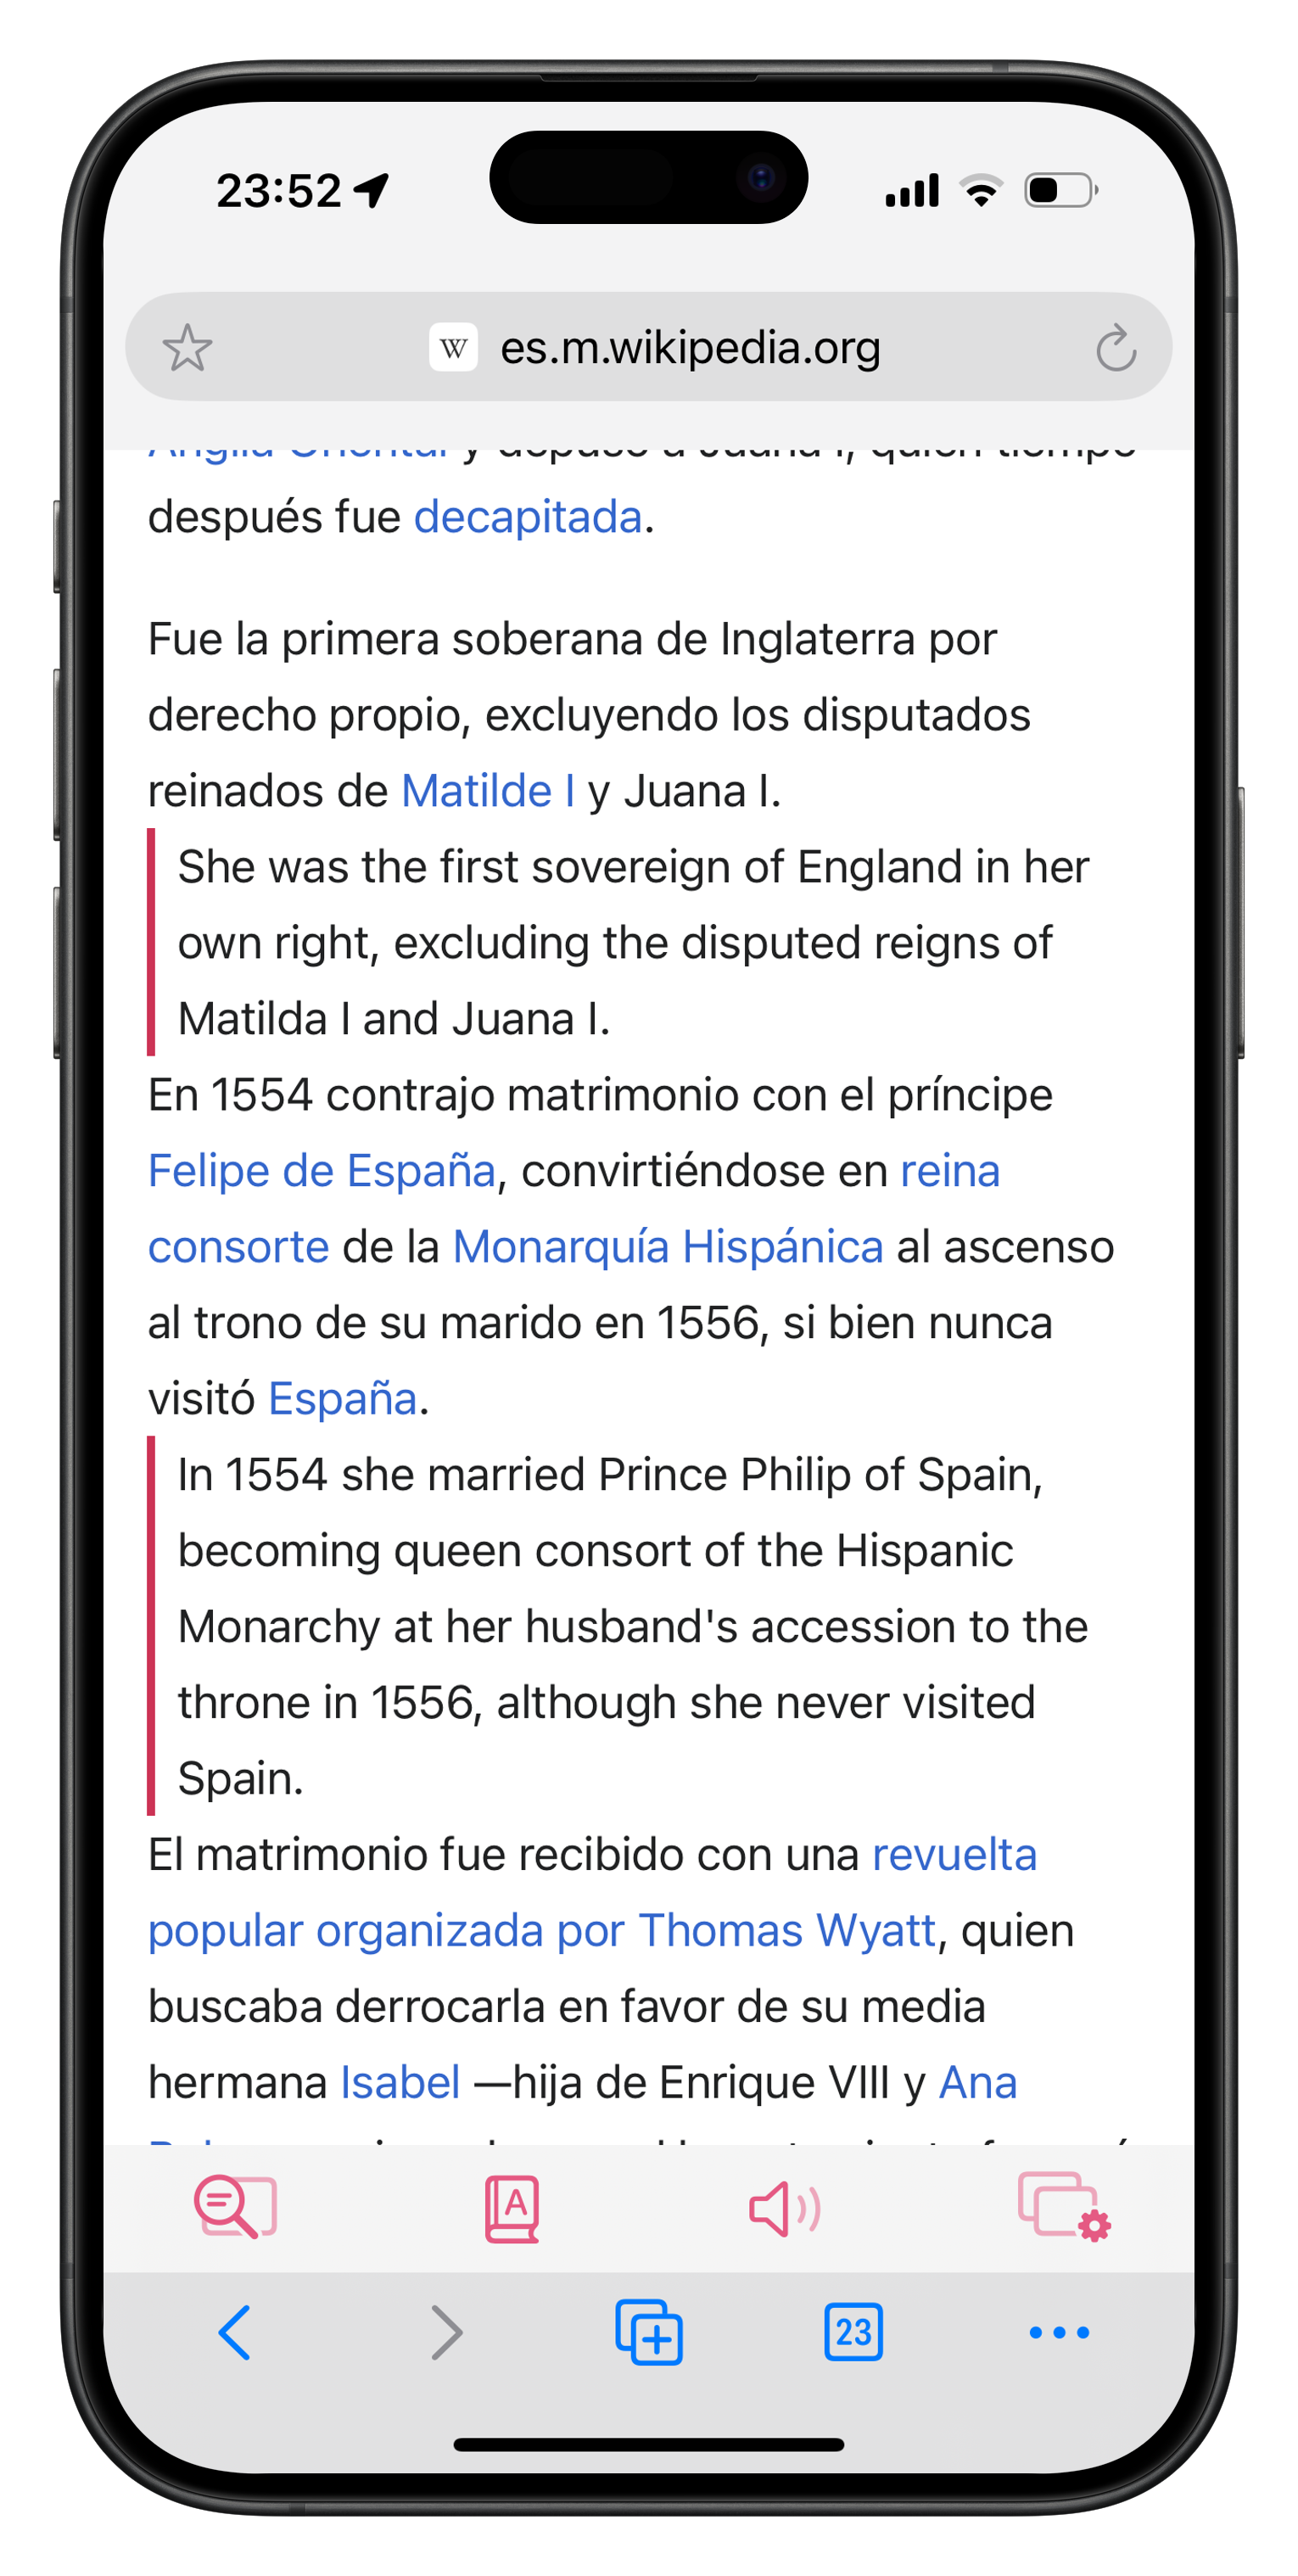 23:52
W es.m.wikipedia.org
y depuso a Juana I, quien tiempo
después fue decapitada.
Fue la primera soberana de Inglaterra por
derecho propio, excluyendo los disputados
reinados de Matilde I y Juana I.
She was the first sovereign of England in her
own right, excluding the disputed reigns of
Matilda I and Juana I.
En 1554 contrajo matrimonio con el príncipe
Felipe de España, convirtiéndose en reina
consorte de la Monarquía Hispánica al ascenso
al trono de su marido en 1556, si bien nunca
visitó España.
In 1554 she married Prince Philip of Spain,
becoming queen consort of the Hispanic
Monarchy at her husband's accession to the
throne in 1556, although she never visited
Spain.
El matrimonio fue recibido con una revuelta
popular organizada por Thomas Wyatt, quien
buscaba derrocarla en favor de su media
hermana Isabel —hija de Enrique VIII y Ana
A
23